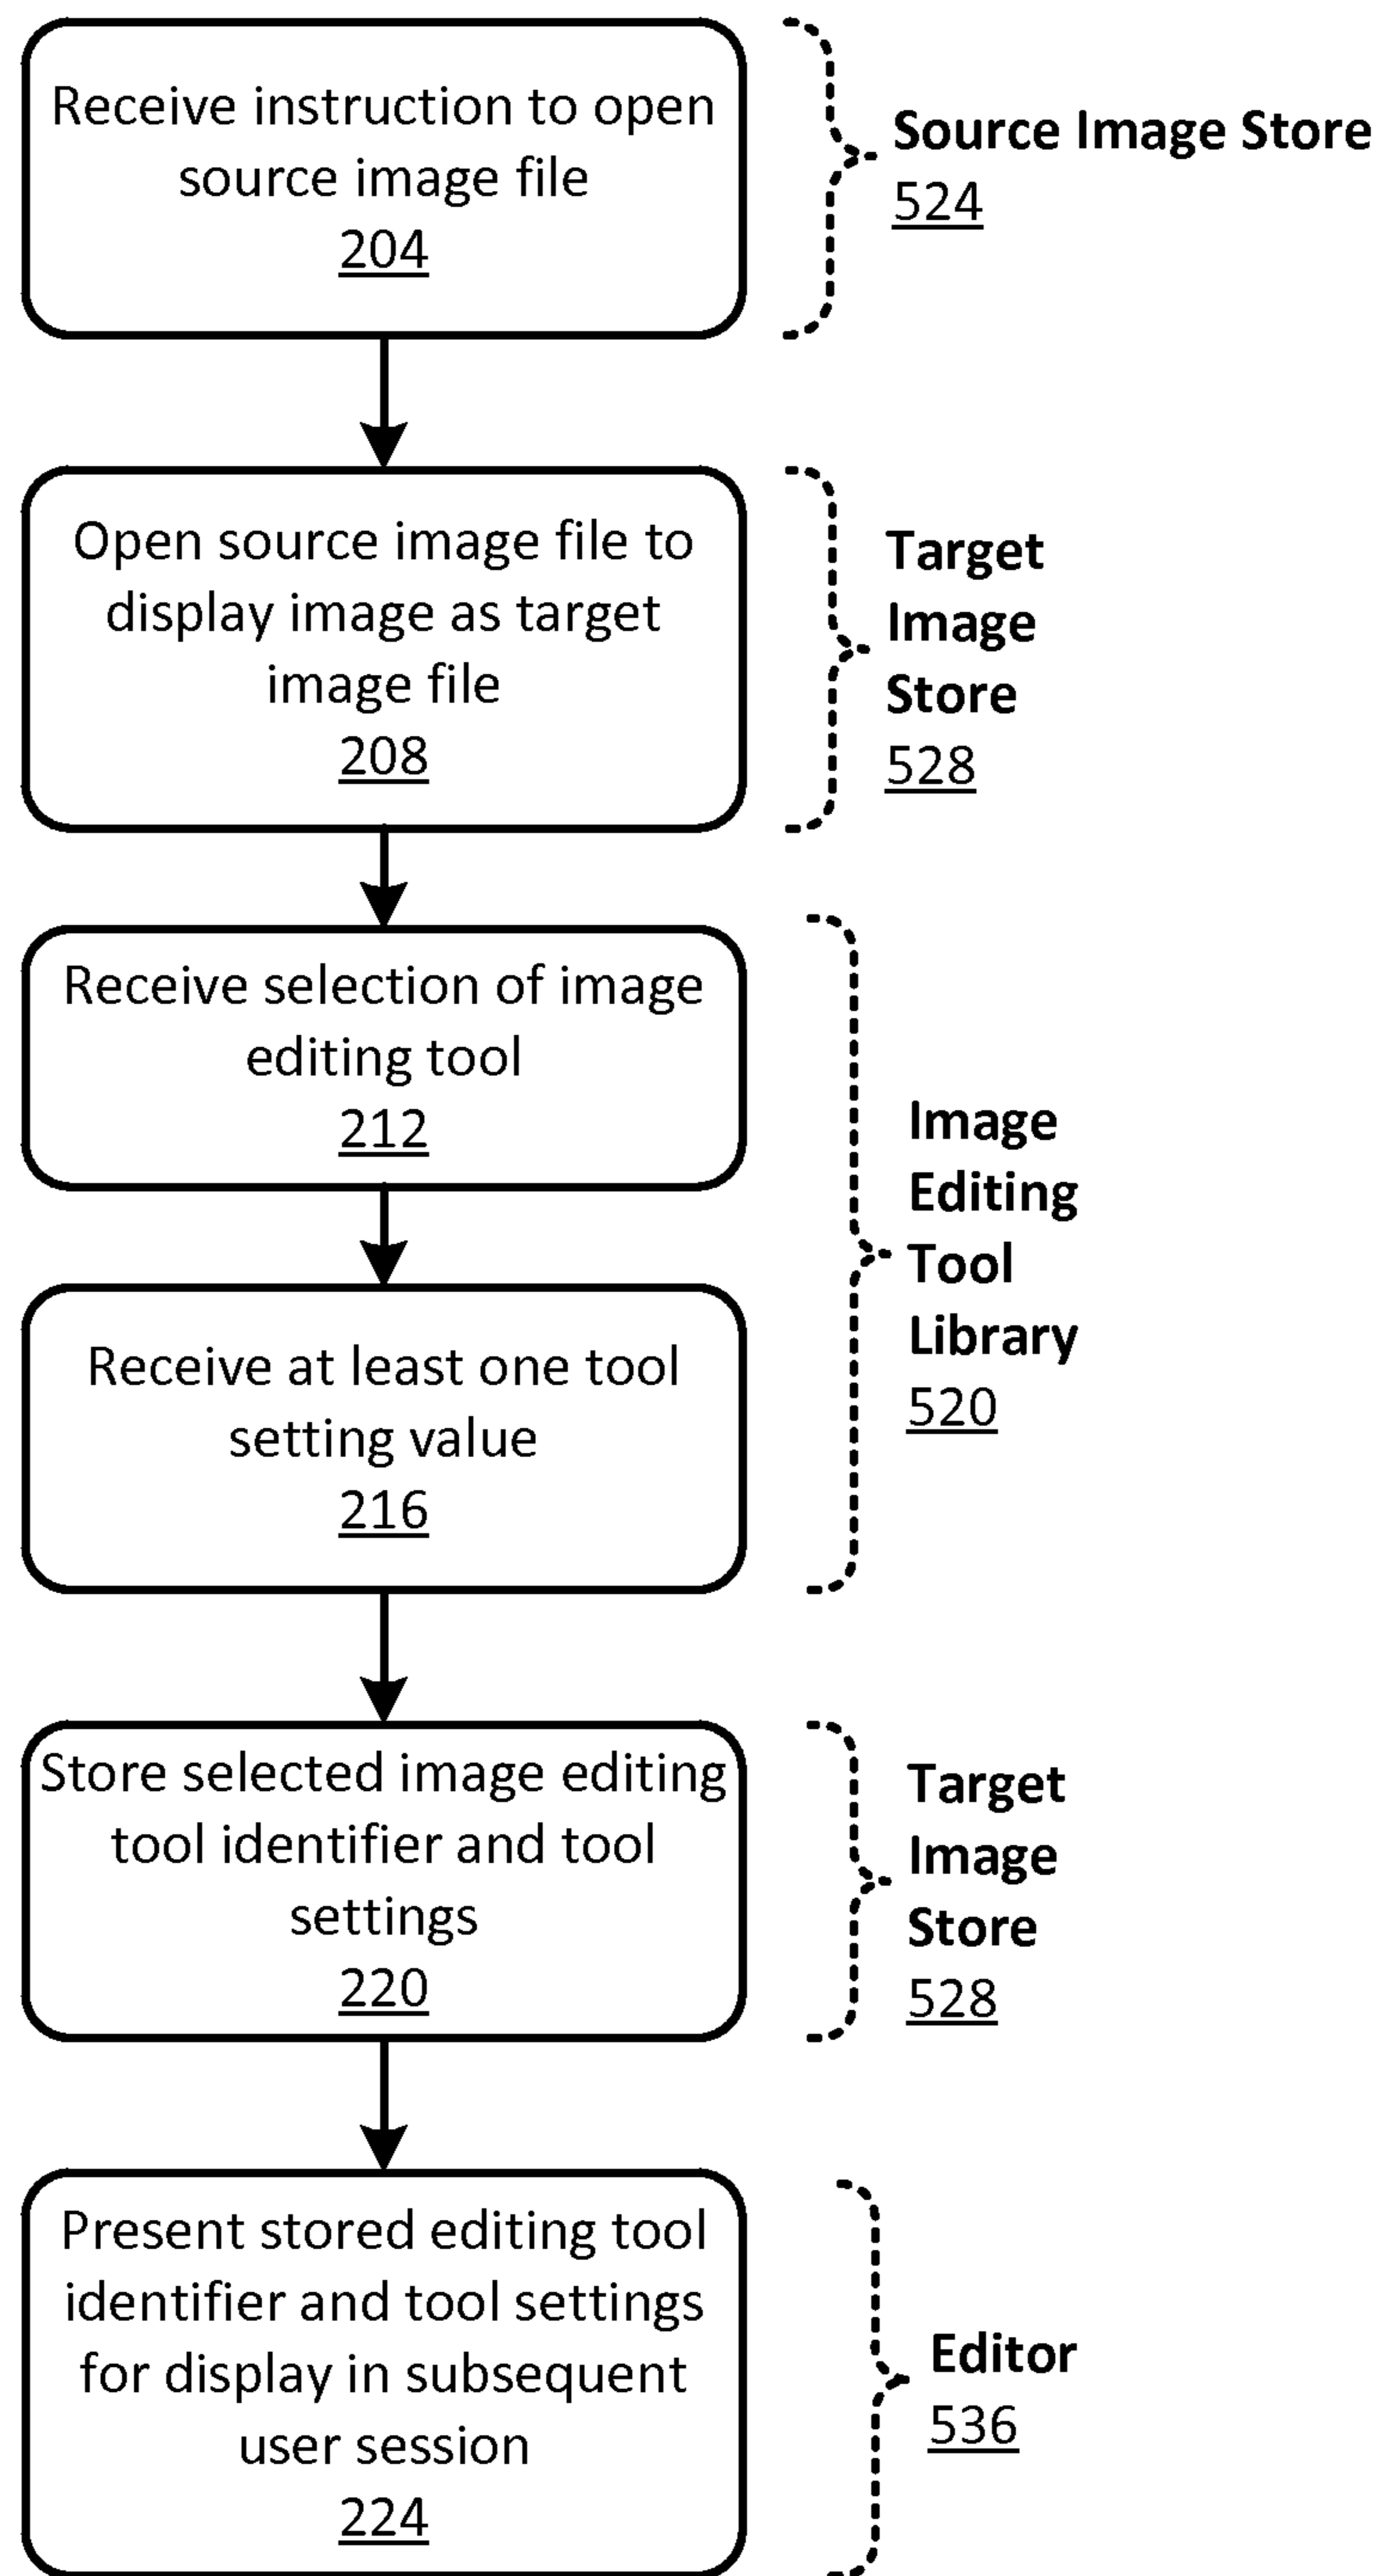 Receive instruction to open
source image file
204
Source Image Store
524
Open source image file to
display image as target
image file
208
Target
Image
Store
528
Receive selection of image
editing tool
212
Receive at least one tool
setting value
216
Image
Editing
Tool
Library
520
Store selected image editing
tool identifier and tool
settings
220
Target
Image
Store
528
Present stored editing tool
identifier and tool settings
for display in subsequent
user session
224
Editor
536